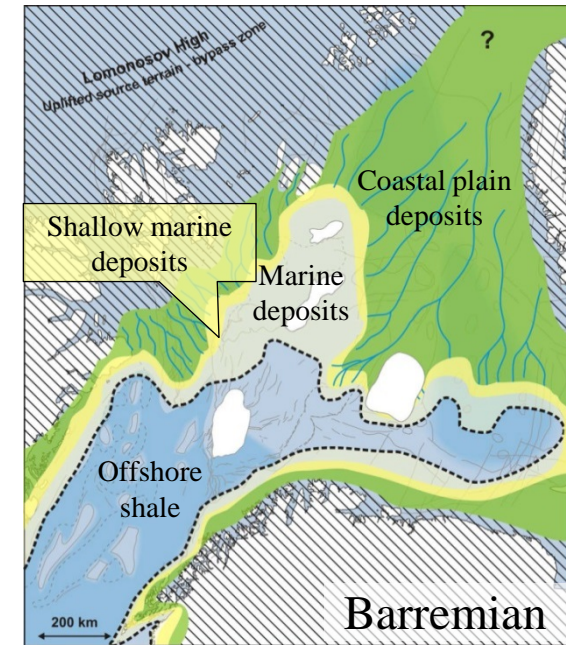 Lomonosov High
Uplifted source terrain - bypass zone
?
Coastal plain
deposits
Shallow marine
deposits
Marine
deposits
Offshore
shale
200 km
Barremian